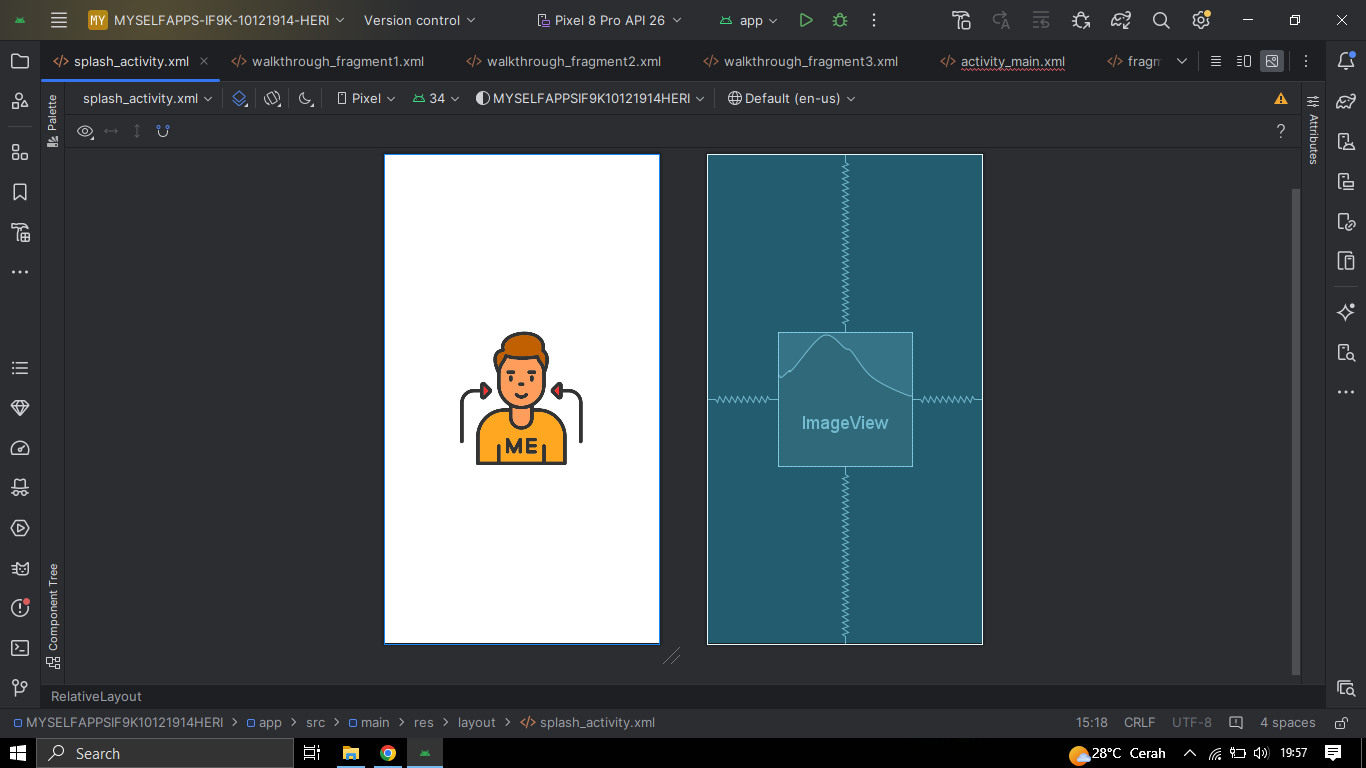 MY MYSELFAPPS-IF9K-10121914-HERI Version control Pixel 8 Pro API 26 app
splash_activity.xml walkthrough_fragment1.xml walkthrough_fragment2.xml walkthrough_fragment3.xml activity_main.xml fragm
splash_activity.xml Pixel 34 MYSELFAPPSIF9K10121914HERI Default (en-us)
?
Palette
Attributes
ME
ImageView
Component Tree
RelativeLayout
MYSELFAPPSIF9K10121914HERI app src main res layout splash_activity.xml 15:18 CRLF UTF-8 4 spaces
Search 28°C Cerah 19:57